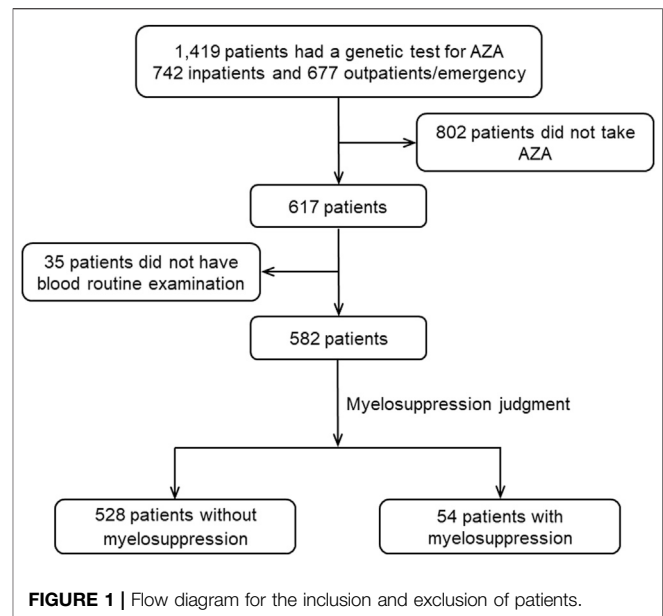 1,419 patients had a genetic test for AZA
742 inpatients and 677 outpatients/emergency
802 patients did not take
AZA
617 patients
35 patients did not have
blood routine examination
582 patients
Myelosuppression judgment
528 patients without
myelosuppression
54 patients with
myelosuppression
FIGURE 1 | Flow diagram for the inclusion and exclusion of patients.